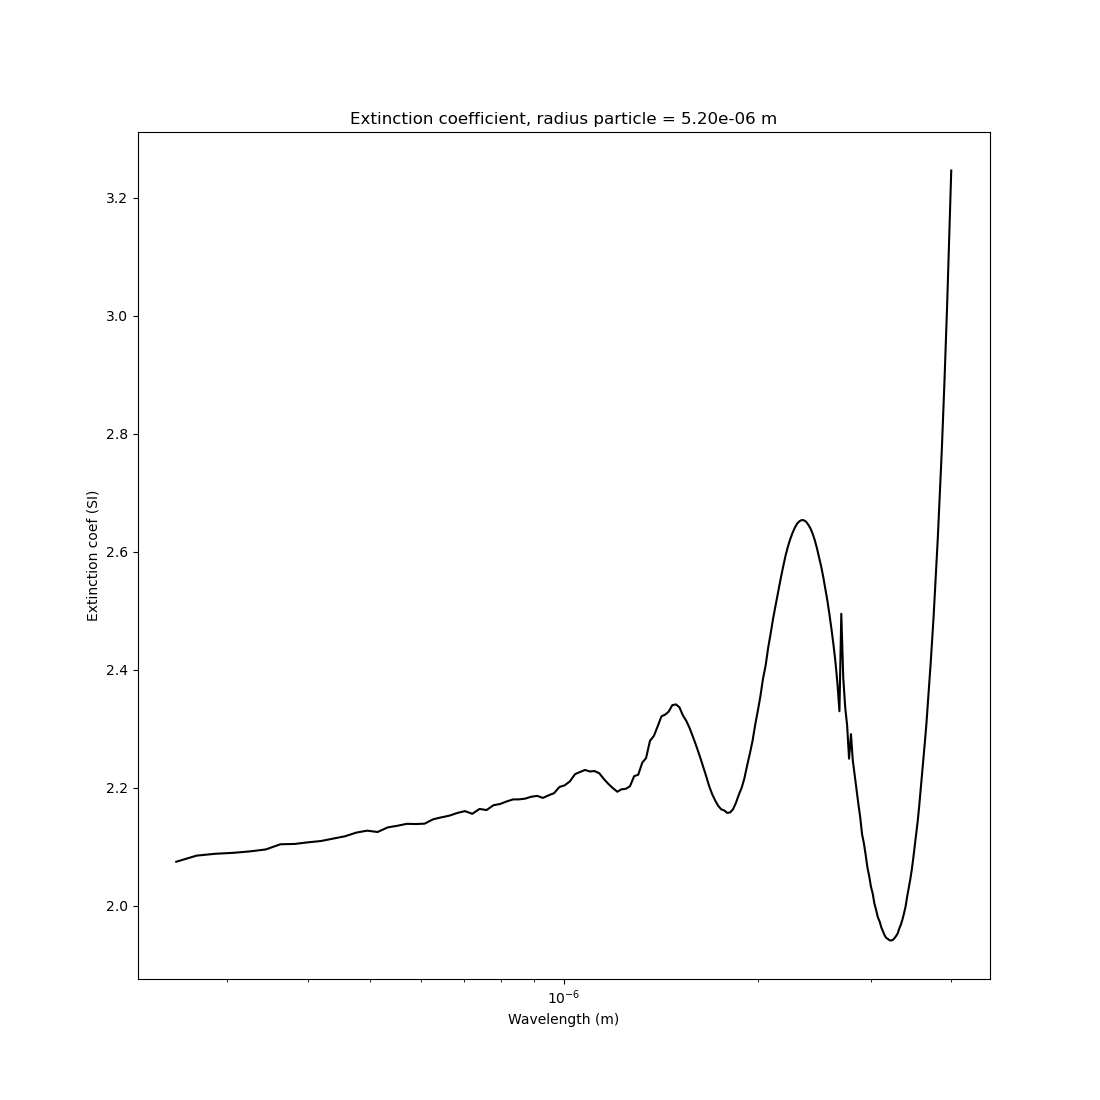 Extinction coefficient, radius particle = 5.20e-06 m
3.2
3.0
2.8
2.6
2.4
2.2
2.0
Extinction coef (SI)
10⁻⁶
Wavelength (m)